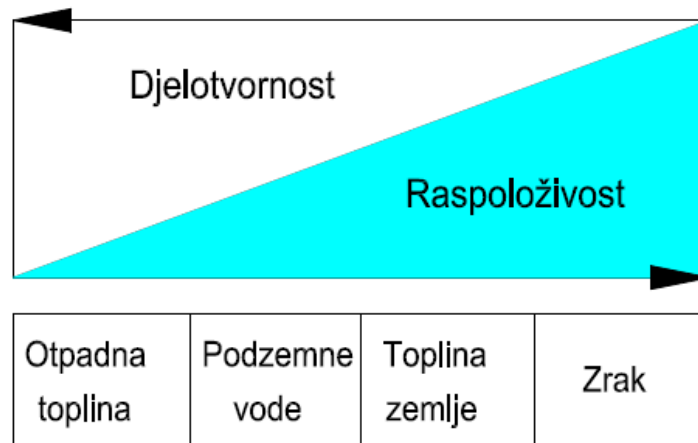 Djelotvornost
Raspoloživost
Otpadna
toplina
Podzemne
vode
Toplina
zemlje
Zrak